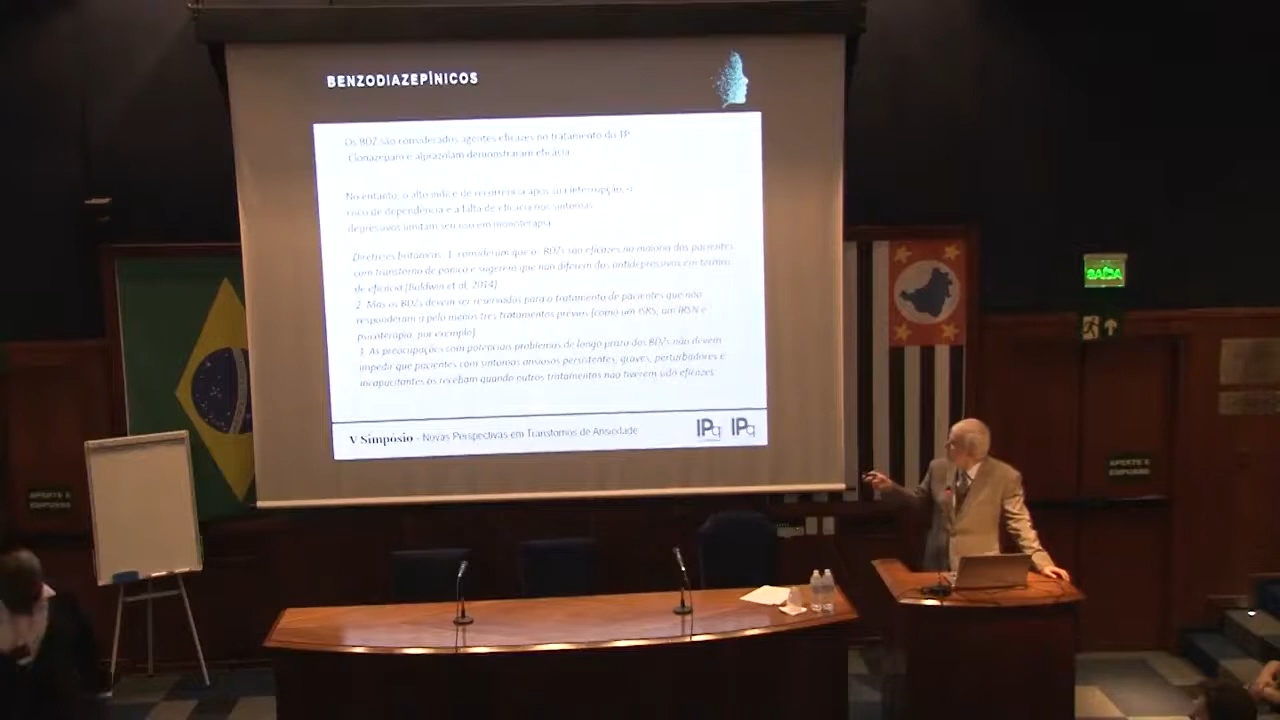 BENZODIAZEPÍNICOS
Os BDZ são considerados agentes eficazes no tratamento do TP
Clonazepam e alprazolam demonstraram eficácia
No entanto, o alto índice de recorrência após sua interrupção, o
risco de dependência e a falta de eficácia nos sintomas
depressivos limitam seu uso em monoterapia
Diretrizes britânicas: 1. consideram que os BDZs são eficazes na maioria dos pacientes
com transtorno de pânico e sugerem que não diferem dos antidepressivos em termos
de eficácia (Baldwin et al, 2014)
2. Mas os BDZs devem ser reservados para o tratamento de pacientes que não
responderam a pelo menos três tratamentos prévios (como um ISRS, um IRSN e
psicoterapia, por exemplo)
3. As preocupações com potenciais problemas de longo prazo dos BDZs não devem
impedir que pacientes com sintomas ansiosos persistentes, graves, perturbadores e
incapacitantes os recebam quando outros tratamentos não tiverem sido eficazes
V Simpósio - Novas Perspectivas em Transtornos de Ansiedade
IPq IPq
SAÍDA
APERTE E
EMPURRE
APERTE E
EMPURRE